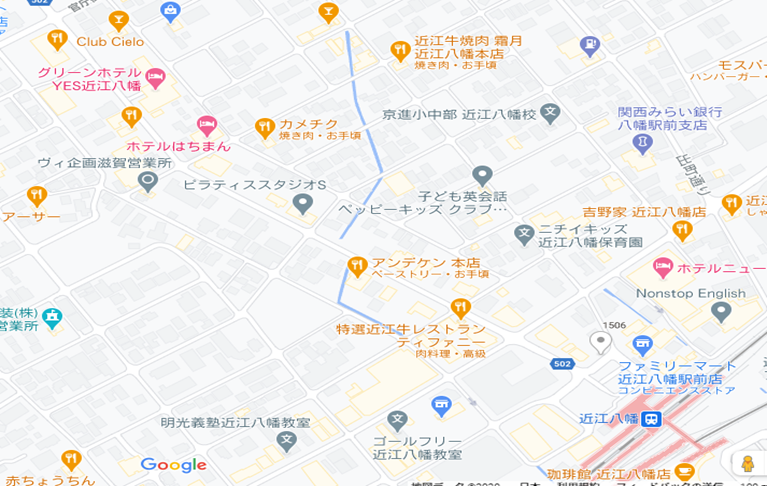 502
官庁
Club Cielo
近江牛焼肉 霜月
近江八幡本店
焼き肉・お手頃
モスバ
ハンバーガー・
グリーンホテル
YES近江八幡
カメチク
焼き肉・お手頃
京進小中部 近江八幡校
関西みらい銀行
八幡駅前支店
ホテルはちまん
ヴィ企画滋賀営業所
出町通り
ピラティススタジオS
子ども英会話
ペッピーキッズ クラブ…
アーサー
吉野家 近江八幡店
近江
しゃ
ニチイキッズ
近江八幡保育園
アンデケン 本店
ペーストリー・お手頃
ホテルニュー
Nonstop English
装(株)
営業所
特選近江牛レストラン
ティファニー
肉料理・高級
1506
502
ファミリーマート
近江八幡駅前店
コンビニエンスストア
近江八幡
明光義塾近江八幡教室
ゴールフリー
近江八幡教室
Google
赤ちょうちん
珈琲館 近江八幡店